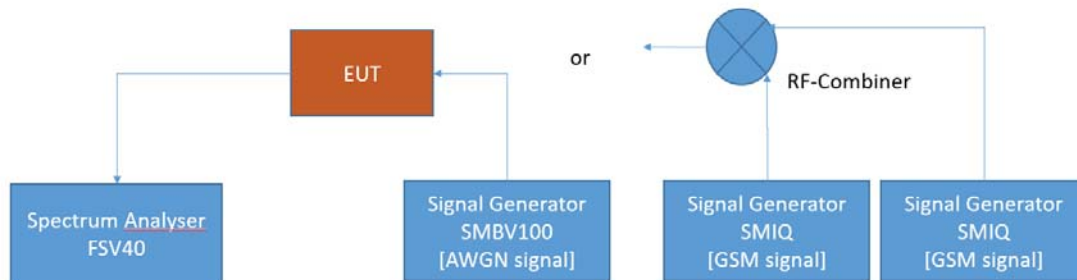 EUT
or
RF-Combiner
Spectrum Analyser
FSV40
Signal Generator
SMBV100
[AWGN signal]
Signal Generator
SMIQ
[GSM signal]
Signal Generator
SMIQ
[GSM signal]